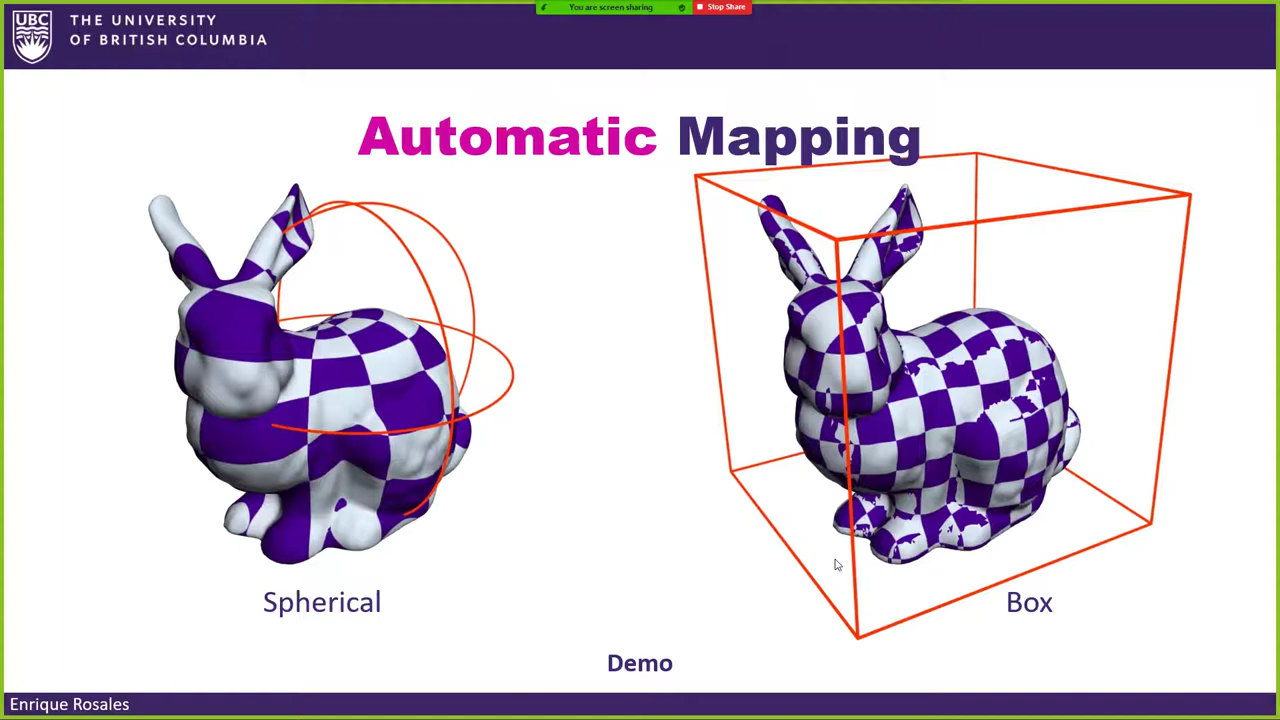 You are screen sharing
Stop Share
UBC
THE UNIVERSITY
OF BRITISH COLUMBIA
Automatic Mapping
Spherical
Box
Demo
Enrique Rosales